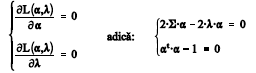 ∂L(α,λ)/∂α = 0
∂L(α,λ)/∂λ = 0
adică:
2·Σ·α − 2·λ·α = 0
αᵗ·α − 1 = 0